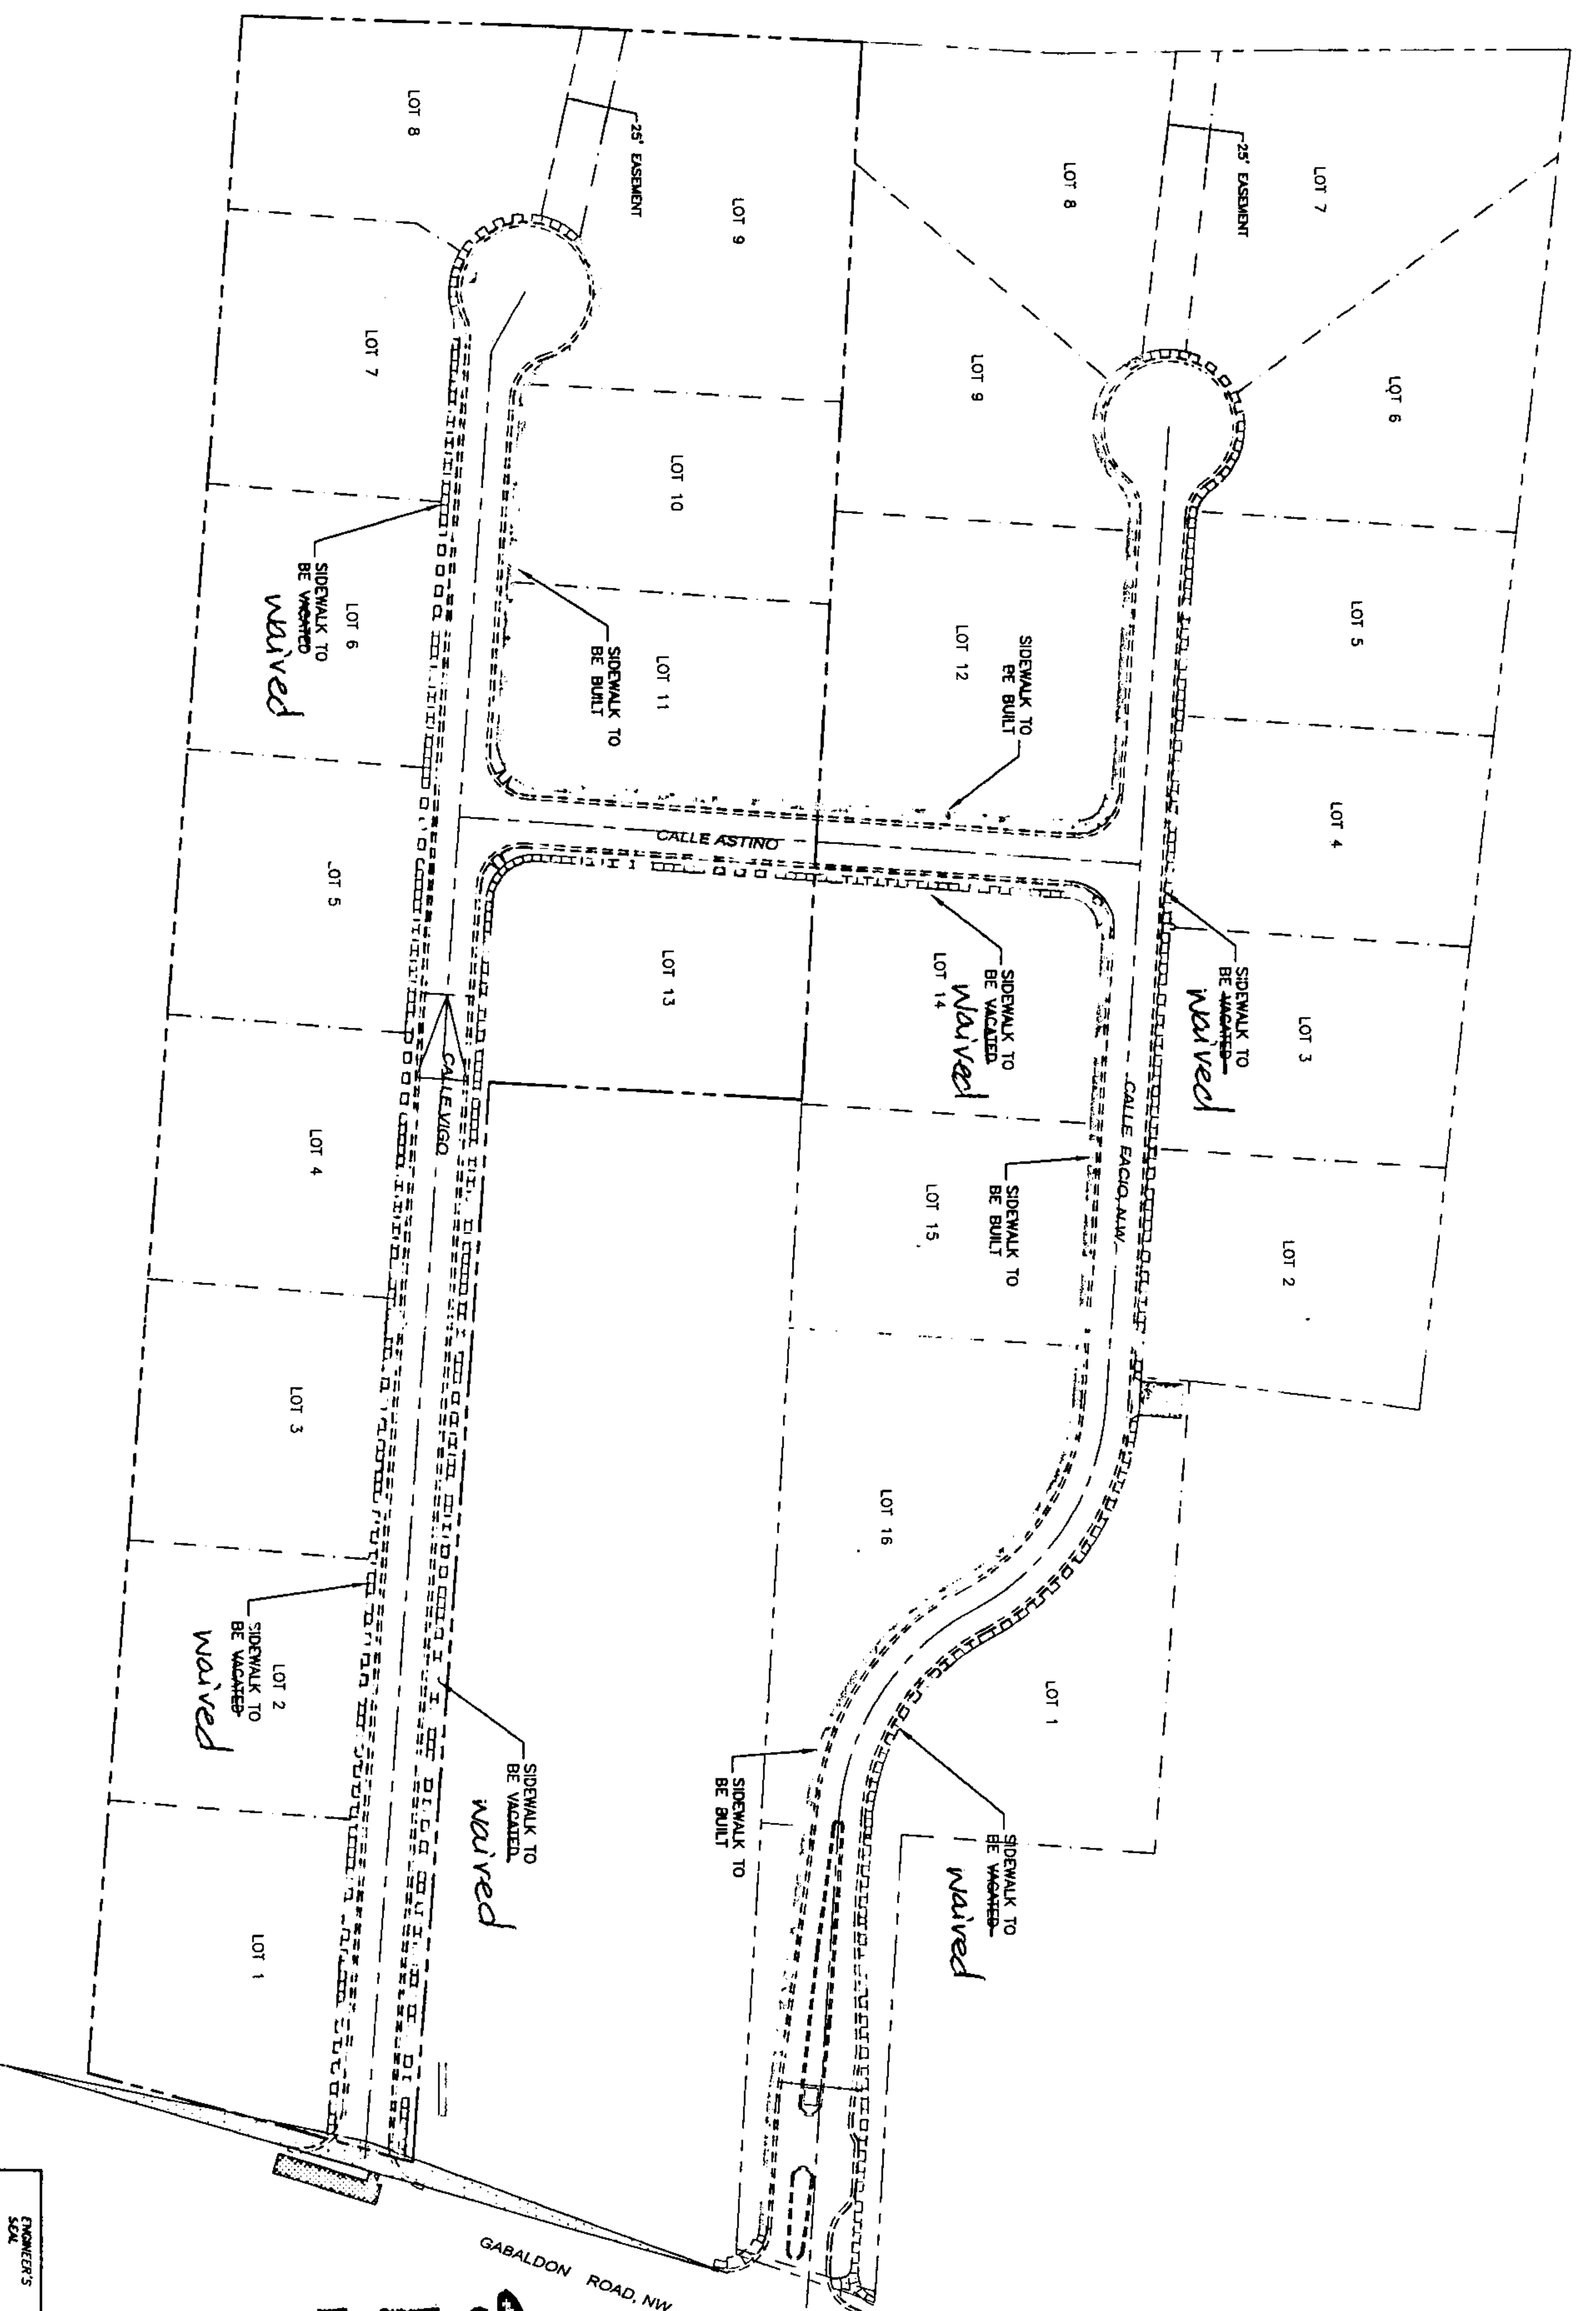 LOT 8
25' EASEMENT
LOT 9
LOT 7
LOT 10
LOT 6
SIDEWALK TO
BE VACATED
waived
SIDEWALK TO
BE BUILT
LOT 11
LOT 5
CALLE ASTINO
LOT 13
CALLE VIGO
LOT 4
LOT 3
LOT 2
SIDEWALK TO
BE VACATED
waived
SIDEWALK TO
BE VACATED
waived
LOT 1
LOT 7
25' EASEMENT
LOT 8
LOT 6
LOT 9
LOT 5
LOT 12
SIDEWALK TO
BE BUILT
LOT 4
SIDEWALK TO
BE VACATED
waived
LOT 3
SIDEWALK TO
BE VACATED
LOT 14
waived
CALLE FACIO, N.W.
SIDEWALK TO
BE BUILT
LOT 15
LOT 2
LOT 16
LOT 1
SIDEWALK TO
BE BUILT
SIDEWALK TO
BE VACATED
waived
GABALDON ROAD, NW
ENGINEER'S
SEAL